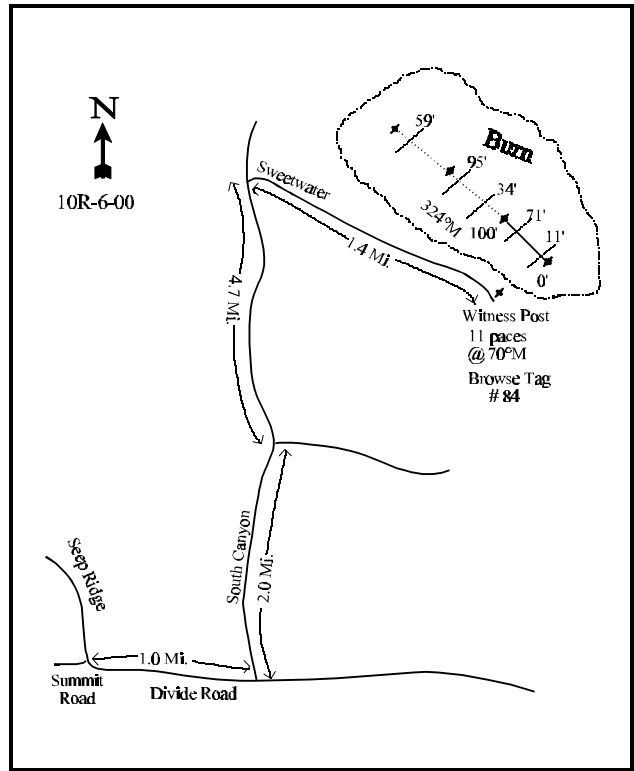 N
10R-6-00
Burn
59'
95'
34'
324°M
100'
71'
11'
0'
Sweetwater
1.4 Mi.
4.7 Mi.
Witness Post
11 paces
@ 70°M
Browse Tag
# 84
South Canyon
2.0 Mi.
Seep Ridge
1.0 Mi.
Summit
Road
Divide Road